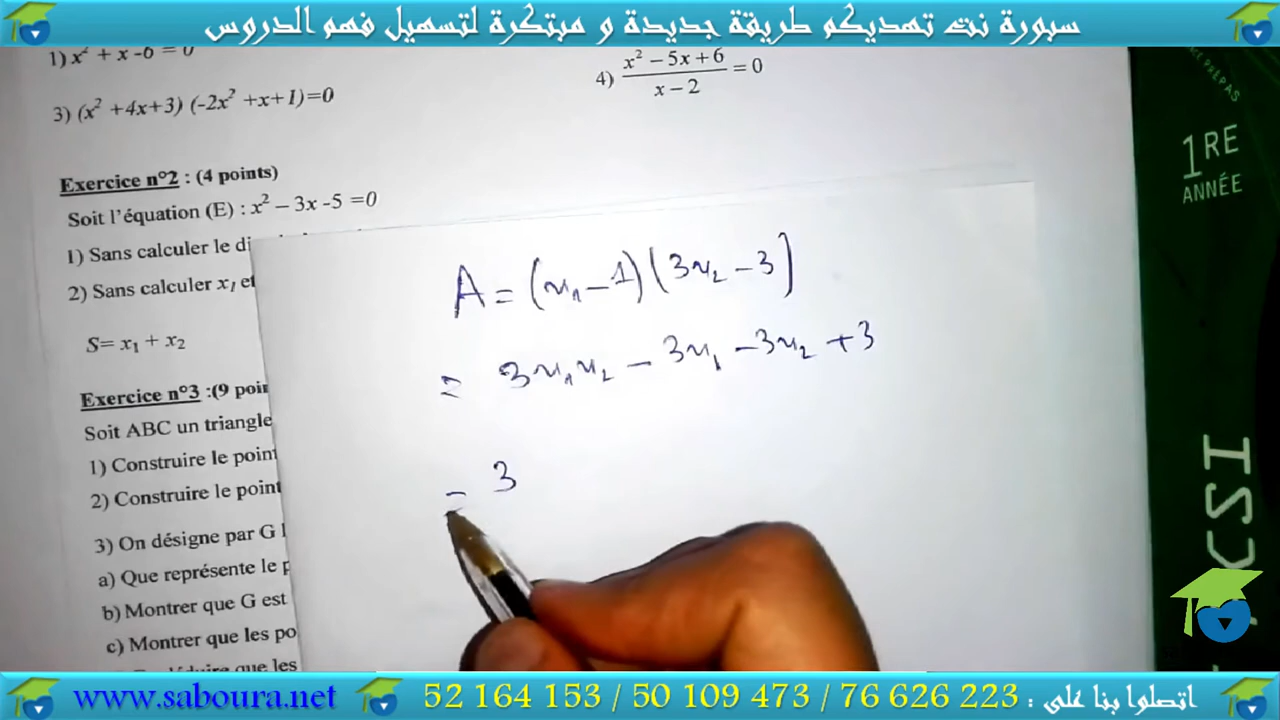 سبورة نت تهديكم طريقة جديدة و مبتكرة لتسهيل فهم الدروس
1) x² + x -6 = 0
4) (x² − 5x + 6)/(x − 2) = 0
3) (x² +4x+3) (-2x² +x+1)=0
Exercice n°2 : (4 points)
Soit l'équation (E) : x² − 3x -5 =0
1) Sans calculer le di
2) Sans calculer x₁ et
S= x₁ + x₂
Exercice n°3 :(9 poin
Soit ABC un triangle
1) Construire le point
2) Construire le point
3) On désigne par G l
a) Que représente le p
b) Montrer que G est
c) Montrer que les po
que les
A = (x₁ − 1)(3x₂ − 3)
= 3x₁x₂ − 3x₁ − 3x₂ + 3
= 3
PRÉPAS
1RE
ANNÉE
www.saboura.net
52 164 153 / 50 109 473 / 76 626 223 : اتصلوا بنا على